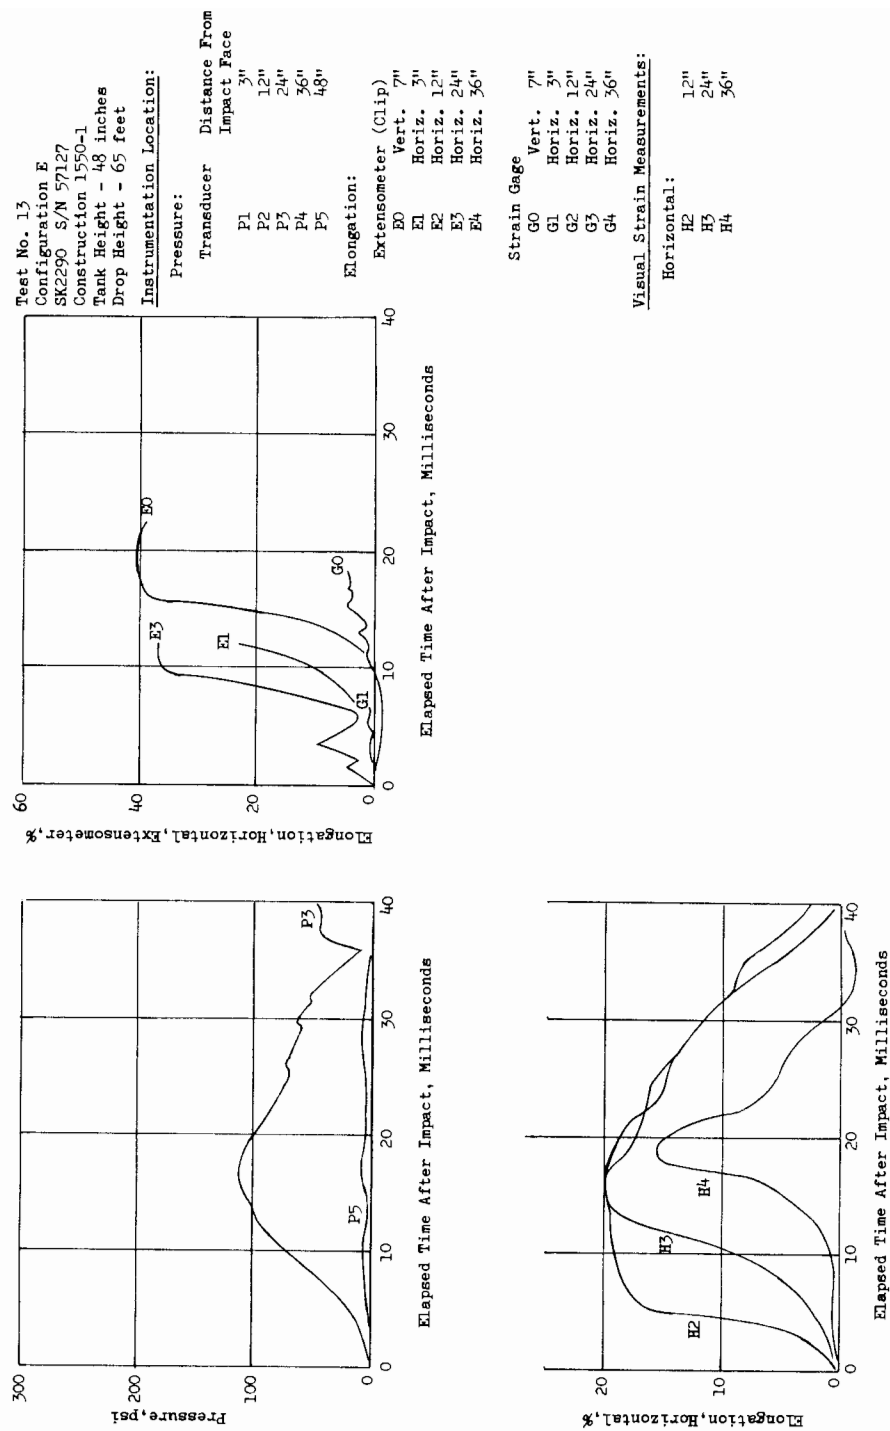 Test No. 13
Configuration E
SK2290 S/N 57127
Construction 1550-1
Tank Height - 48 inches
Drop Height - 65 feet
Instrumentation Location:
Pressure:
Transducer Distance From Impact Face
P1 3"
P2 12"
P3 24"
P4 36"
P5 48"
Elongation:
Extensometer (Clip)
E0 Vert. 7"
E1 Horiz. 3"
E2 Horiz. 12"
E3 Horiz. 24"
E4 Horiz. 36"
Strain Gage
G0 Vert. 7"
G1 Horiz. 3"
G2 Horiz. 12"
G3 Horiz. 24"
G4 Horiz. 36"
Visual Strain Measurements:
Horizontal:
H2 12"
H3 24"
H4 36"
Pressure,psi
300
200
100
0
P3
P5
0 10 20 30 40
Elapsed Time After Impact, Milliseconds
Elongation,Horizontal,Extensometer,%
60
40
20
0
E0
E3
E1
G0
G1
0 10 20 30 40
Elapsed Time After Impact, Milliseconds
Elongation,Horizontal,%
20
10
0
H2
H3
H4
0 10 20 30 40
Elapsed Time After Impact, Milliseconds